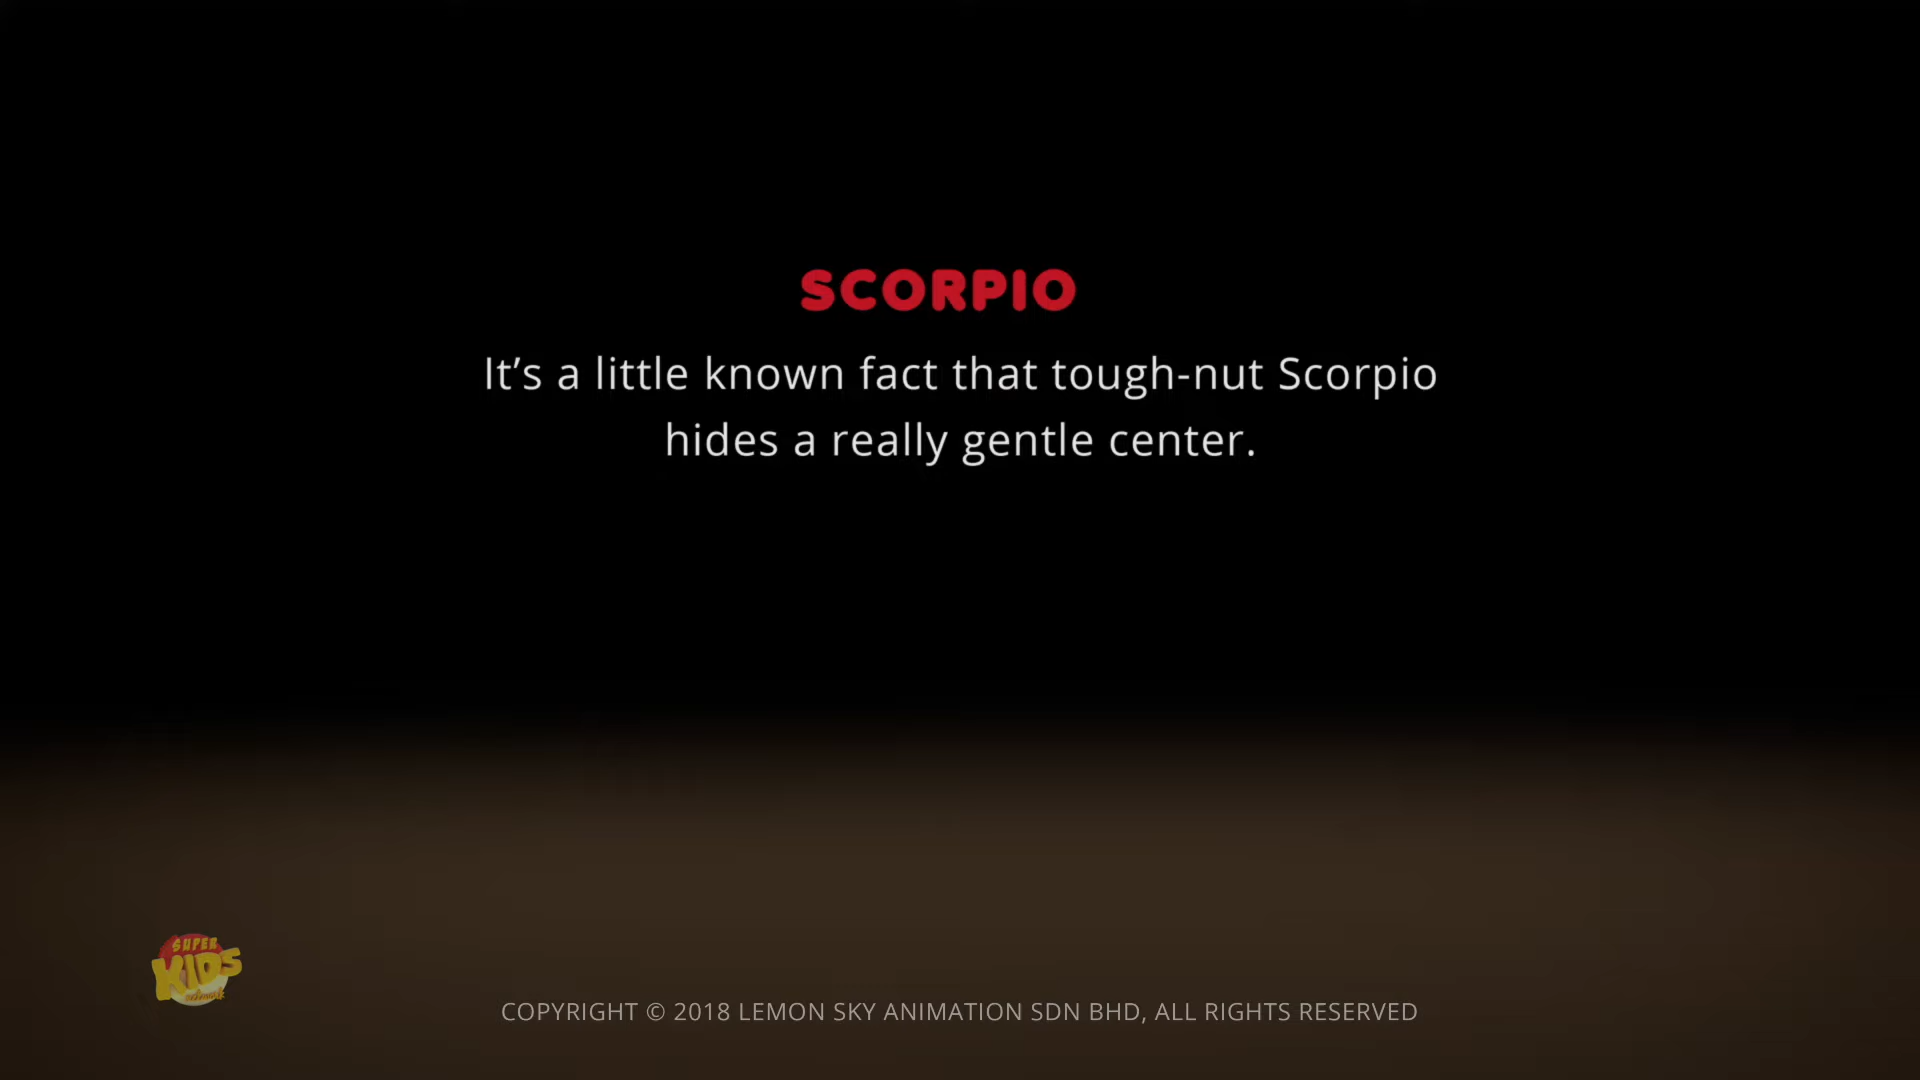 SCORPIO
It’s a little known fact that tough-nut Scorpio
hides a really gentle center.
SUPER
KIDS
network
COPYRIGHT © 2018 LEMON SKY ANIMATION SDN BHD, ALL RIGHTS RESERVED